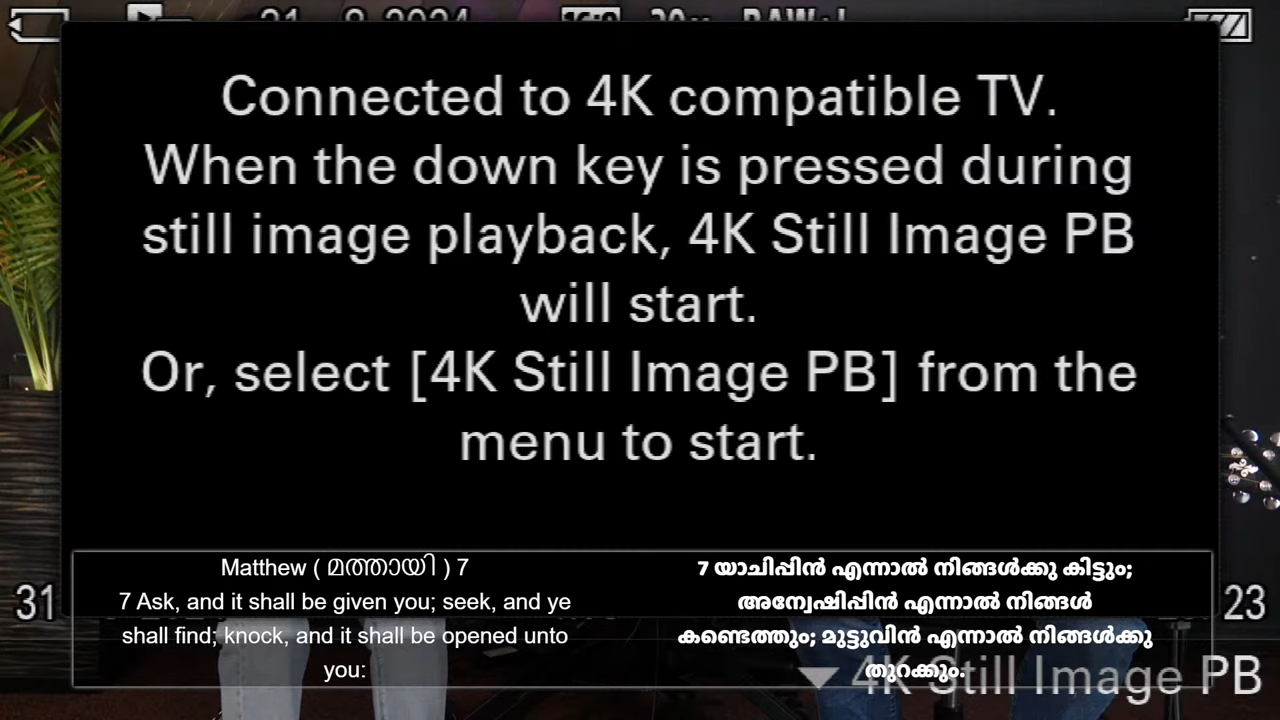 Connected to 4K compatible TV.
When the down key is pressed during
still image playback, 4K Still Image PB
will start.
Or, select [4K Still Image PB] from the
menu to start.
Matthew ( മത്തായി ) 7
7 Ask, and it shall be given you; seek, and ye
shall find; knock, and it shall be opened unto
you:
7 യാചിപ്പിൻ എന്നാൽ നിങ്ങൾക്കു കിട്ടും;
അന്വേഷിപ്പിൻ എന്നാൽ നിങ്ങൾ
കണ്ടെത്തും; മുട്ടുവിൻ എന്നാൽ നിങ്ങൾക്കു
തുറക്കും.
31
23
4K Still Image PB